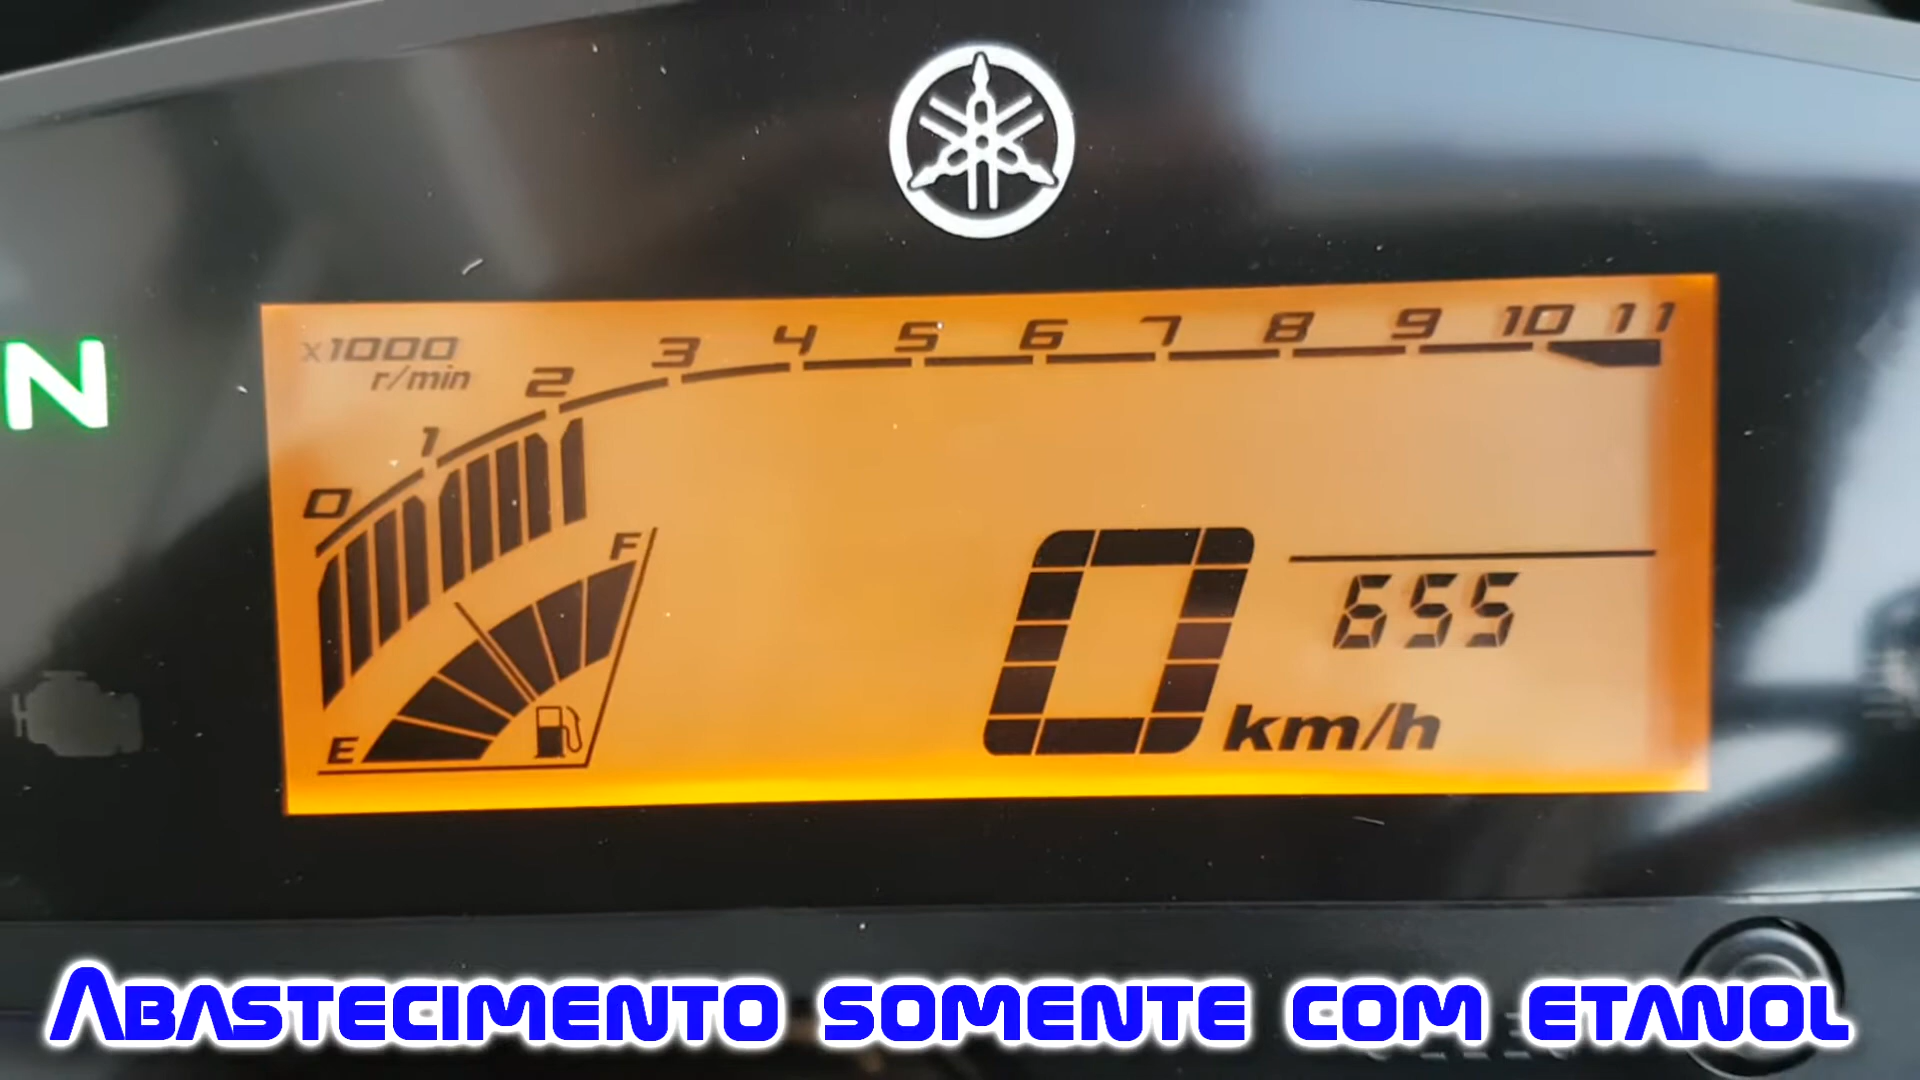 x1000
r/min
0 1 2 3 4 5 6 7 8 9 10 11
N
F
E
0 km/h
655
ABASTECIMENTO SOMENTE COM ETANOL